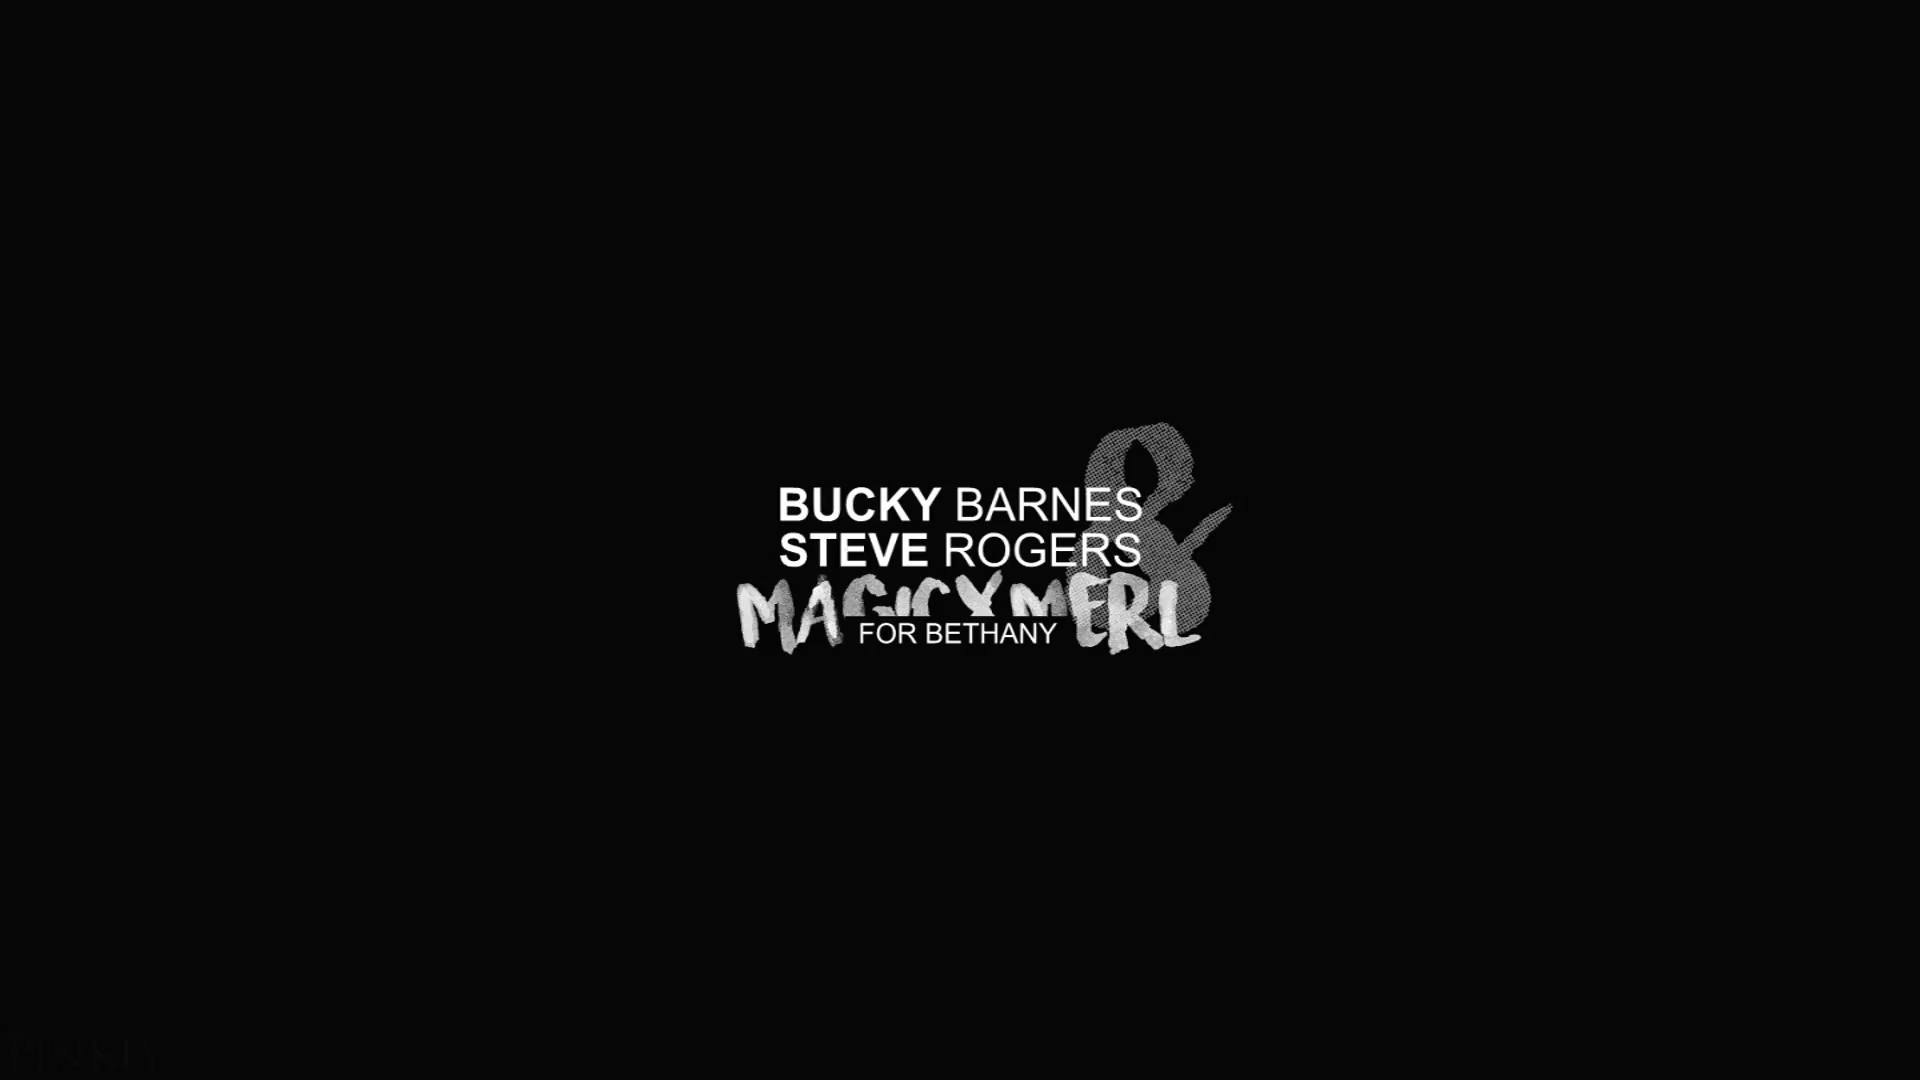 &
BUCKY BARNES
STEVE ROGERS
MAGICXMERL
FOR BETHANY